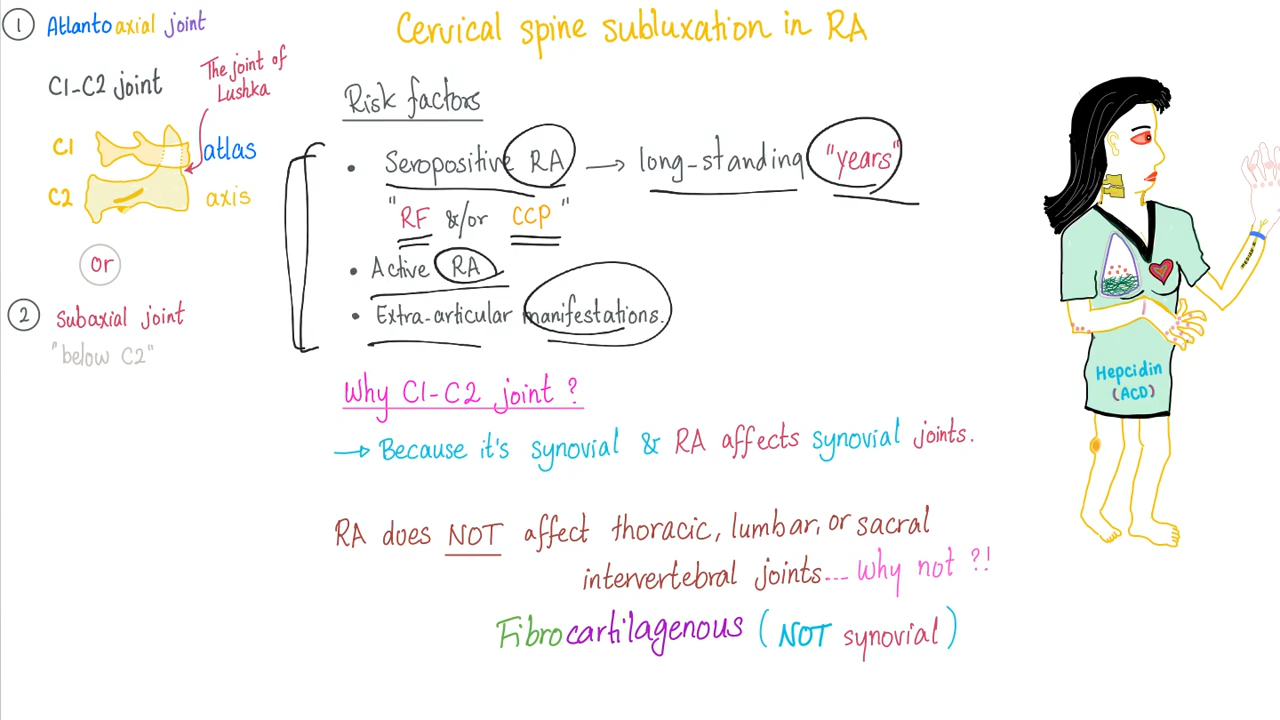 Cervical spine subluxation in RA
1 Atlantoaxial joint
C1-C2 joint
The joint of
Lushka
C1
atlas
C2
axis
or
2 Subaxial joint
"below C2"
Risk factors
• Seropositive RA → long-standing "years"
"RF &/or CCP"
• Active RA
• Extra-articular manifestations.
Why C1-C2 joint?
→ Because it's synovial & RA affects synovial joints.
RA does NOT affect thoracic, lumbar, or sacral
intervertebral joints... Why not ?!
Fibrocartilagenous (NOT synovial)
Hepcidin
(ACD)